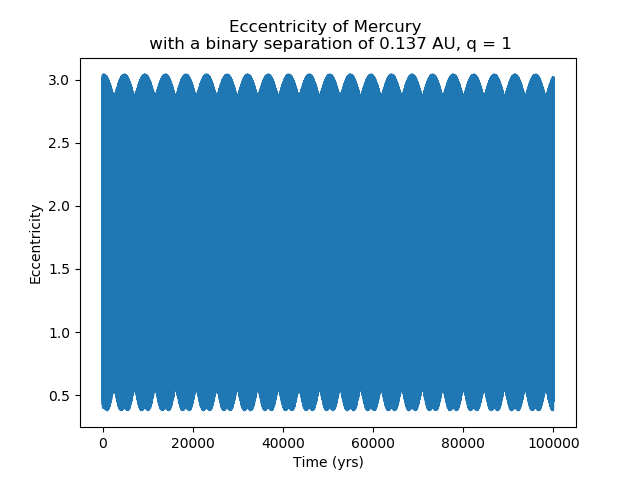 Eccentricity of Mercury
with a binary separation of 0.137 AU, q = 1
3.0
2.5
2.0
1.5
1.0
0.5
Eccentricity
0 20000 40000 60000 80000 100000
Time (yrs)